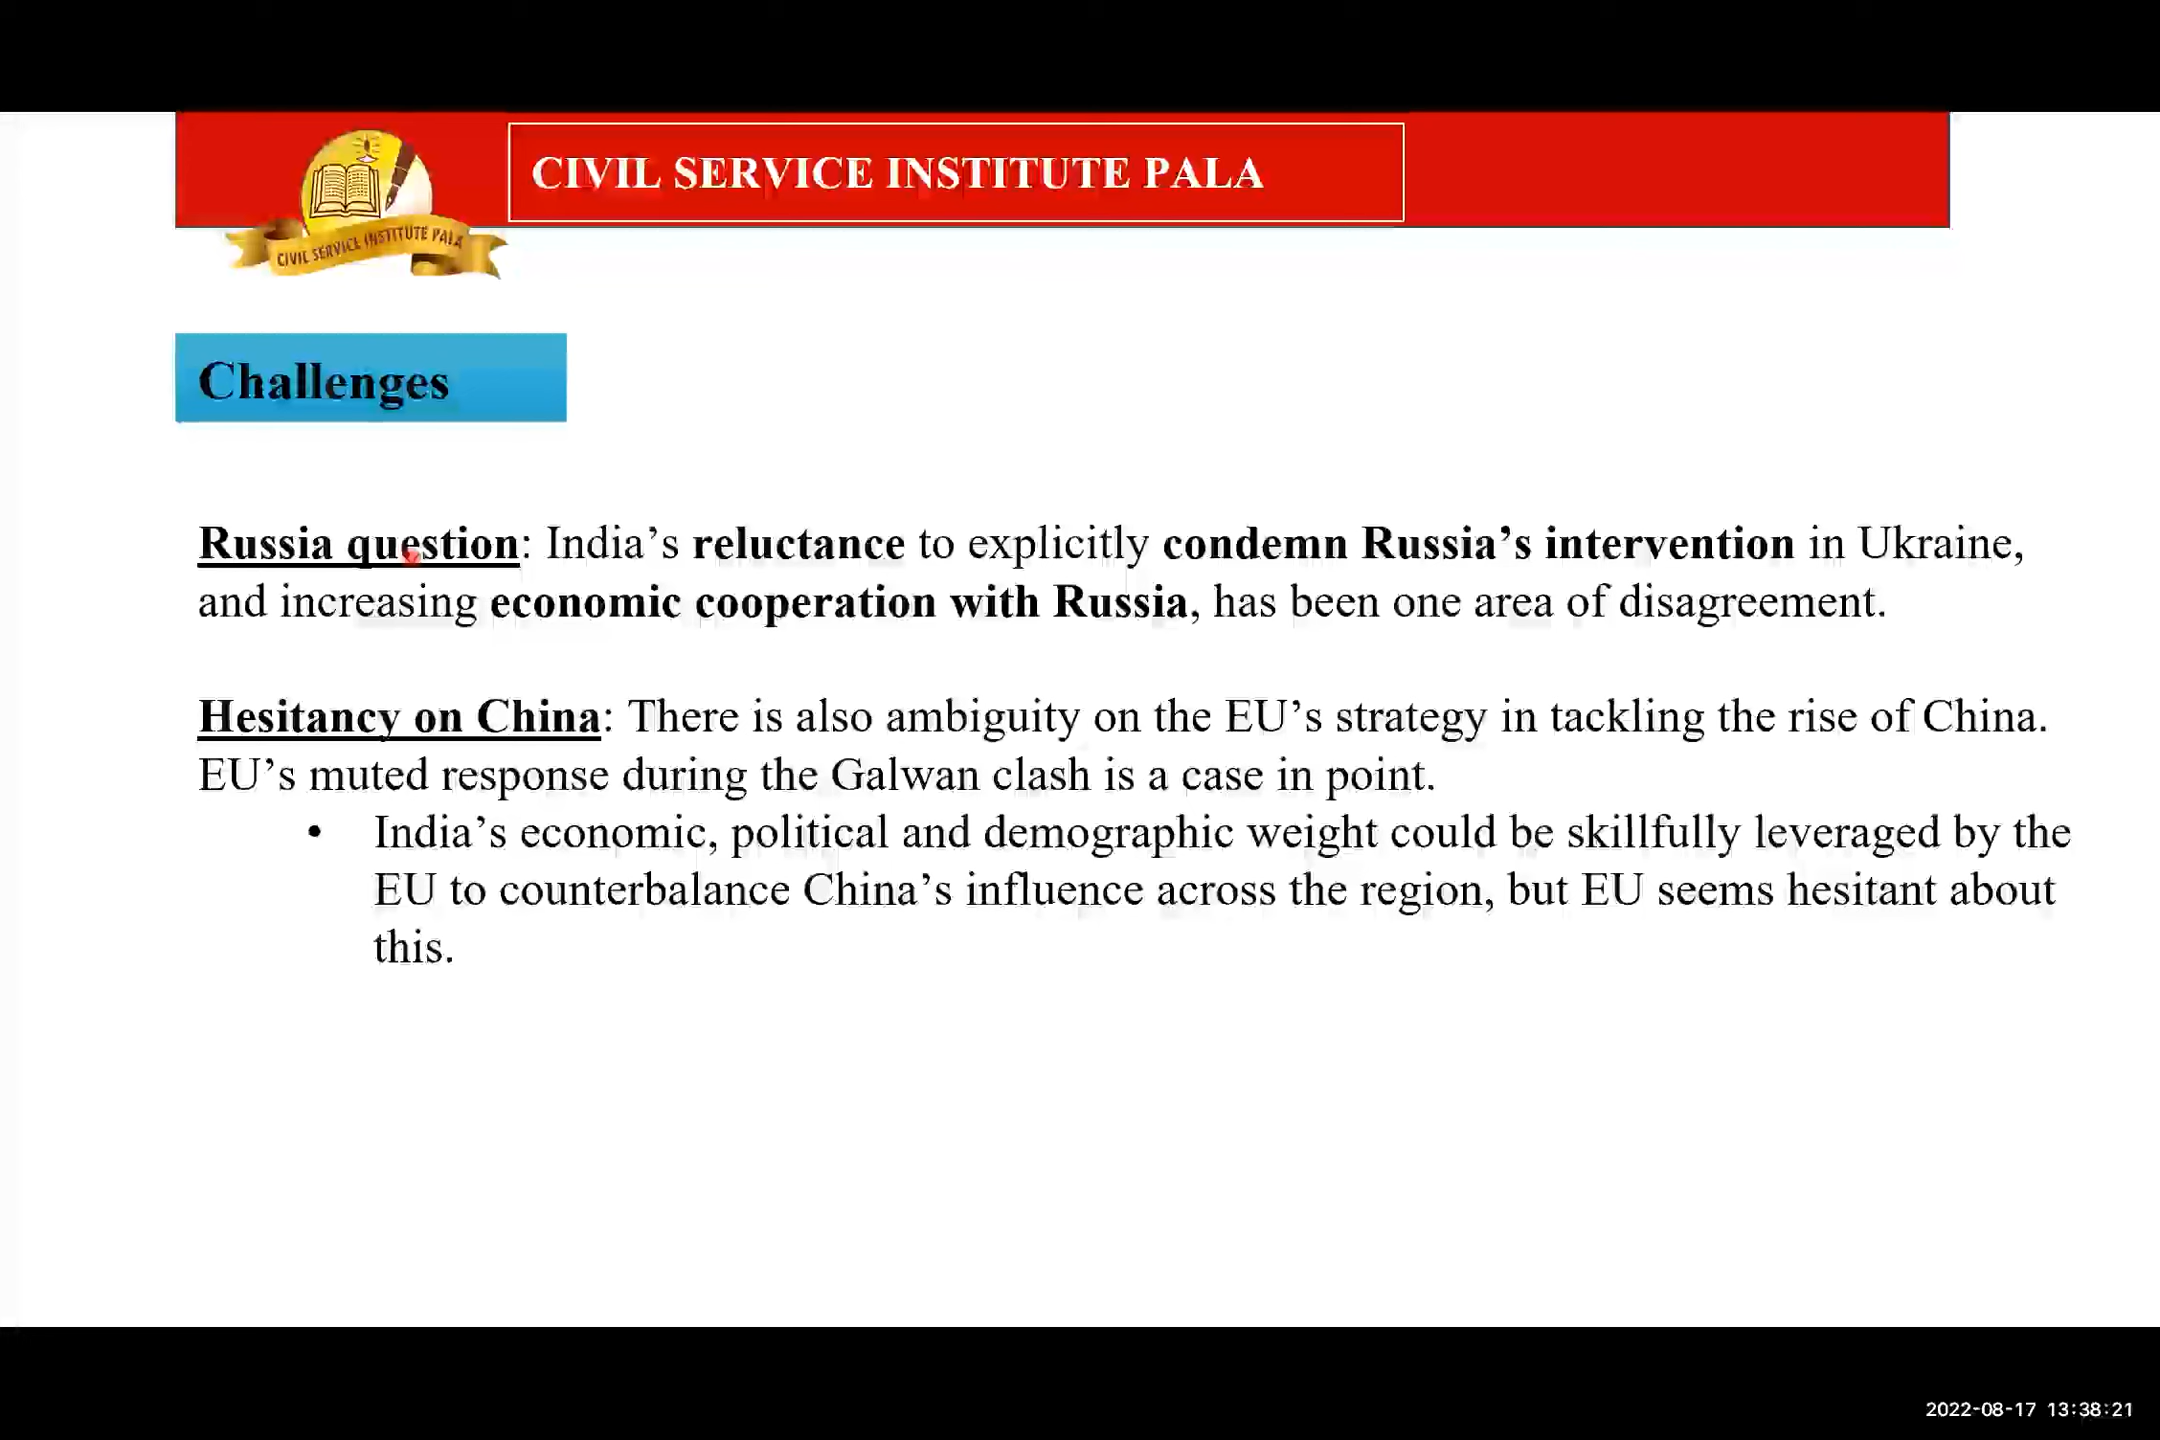 CIVIL SERVICE INSTITUTE PALA
CIVIL SERVICE INSTITUTE PALA
Challenges
Russia question: India’s reluctance to explicitly condemn Russia’s intervention in Ukraine,
and increasing economic cooperation with Russia, has been one area of disagreement.
Hesitancy on China: There is also ambiguity on the EU’s strategy in tackling the rise of China.
EU’s muted response during the Galwan clash is a case in point.
• India’s economic, political and demographic weight could be skillfully leveraged by the
EU to counterbalance China’s influence across the region, but EU seems hesitant about
this.
2022-08-17 13:38:21